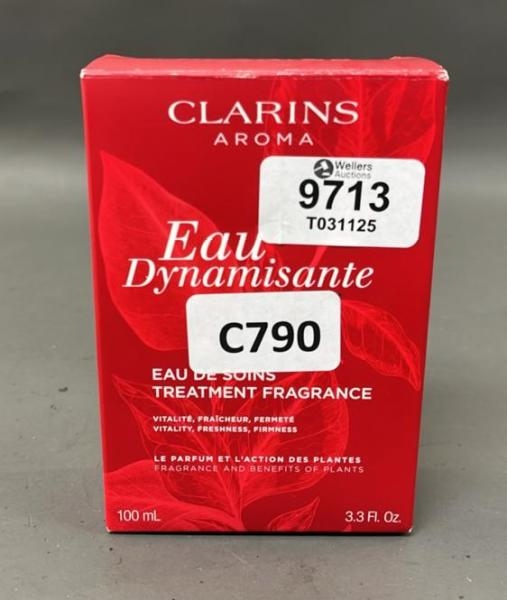 CLARINS
AROMA
Wellers
Auctions
9713
T031125
Eau
Dynamisante
C790
EAU DE SOINS
TREATMENT FRAGRANCE
VITALITÉ, FRAÎCHEUR, FERMETÉ
VITALITY, FRESHNESS, FIRMNESS
LE PARFUM ET L'ACTION DES PLANTES
FRAGRANCE AND BENEFITS OF PLANTS
100 mL 3.3 Fl. Oz.